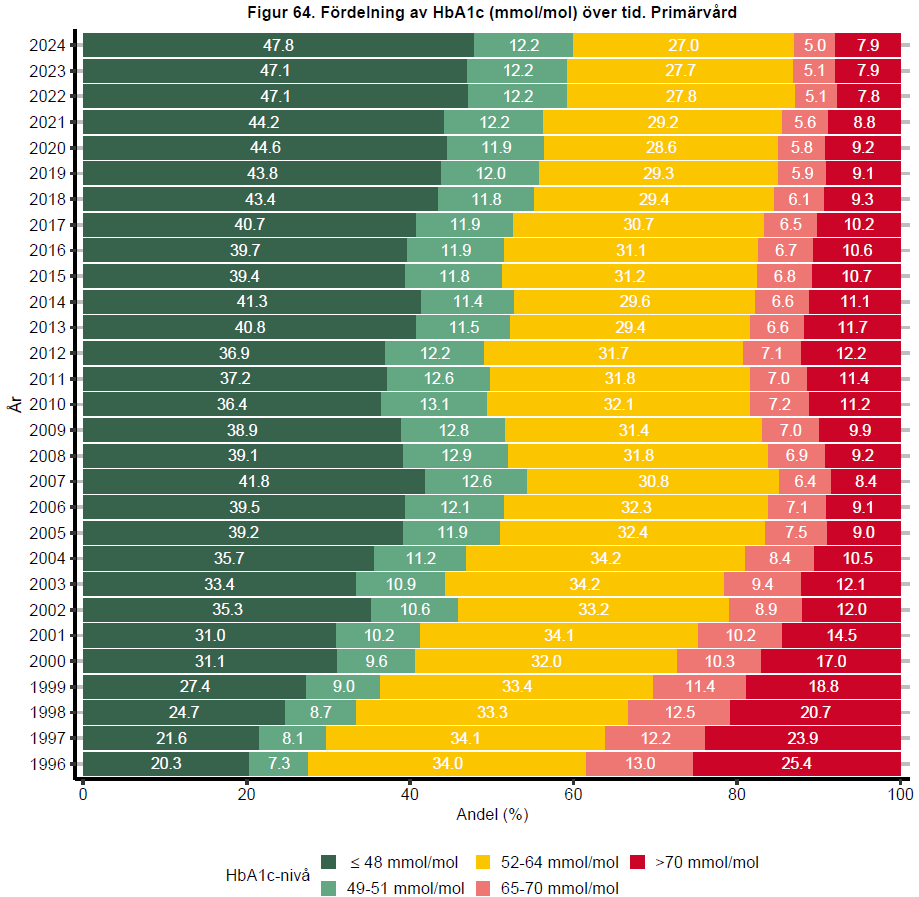 Figur 64. Fördelning av HbA1c (mmol/mol) över tid. Primärvård
2024 47.8 12.2 27.0 5.0 7.9
2023 47.1 12.2 27.7 5.1 7.9
2022 47.1 12.2 27.8 5.1 7.8
2021 44.2 12.2 29.2 5.6 8.8
2020 44.6 11.9 28.6 5.8 9.2
2019 43.8 12.0 29.3 5.9 9.1
2018 43.4 11.8 29.4 6.1 9.3
2017 40.7 11.9 30.7 6.5 10.2
2016 39.7 11.9 31.1 6.7 10.6
2015 39.4 11.8 31.2 6.8 10.7
2014 41.3 11.4 29.6 6.6 11.1
2013 40.8 11.5 29.4 6.6 11.7
2012 36.9 12.2 31.7 7.1 12.2
2011 37.2 12.6 31.8 7.0 11.4
2010 36.4 13.1 32.1 7.2 11.2
2009 38.9 12.8 31.4 7.0 9.9
2008 39.1 12.9 31.8 6.9 9.2
2007 41.8 12.6 30.8 6.4 8.4
2006 39.5 12.1 32.3 7.1 9.1
2005 39.2 11.9 32.4 7.5 9.0
2004 35.7 11.2 34.2 8.4 10.5
2003 33.4 10.9 34.2 9.4 12.1
2002 35.3 10.6 33.2 8.9 12.0
2001 31.0 10.2 34.1 10.2 14.5
2000 31.1 9.6 32.0 10.3 17.0
1999 27.4 9.0 33.4 11.4 18.8
1998 24.7 8.7 33.3 12.5 20.7
1997 21.6 8.1 34.1 12.2 23.9
1996 20.3 7.3 34.0 13.0 25.4
År
0 20 40 60 80 100
Andel (%)
HbA1c-nivå
≤ 48 mmol/mol 52-64 mmol/mol >70 mmol/mol
49-51 mmol/mol 65-70 mmol/mol